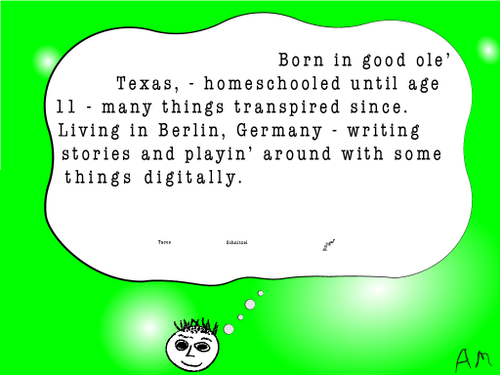 Born in good ole'
Texas, - homeschooled until age
11 - many things transpired since.
Living in Berlin, Germany - writing
stories and playin' around with some
things digitally.
Tacos Schnitzel
AM